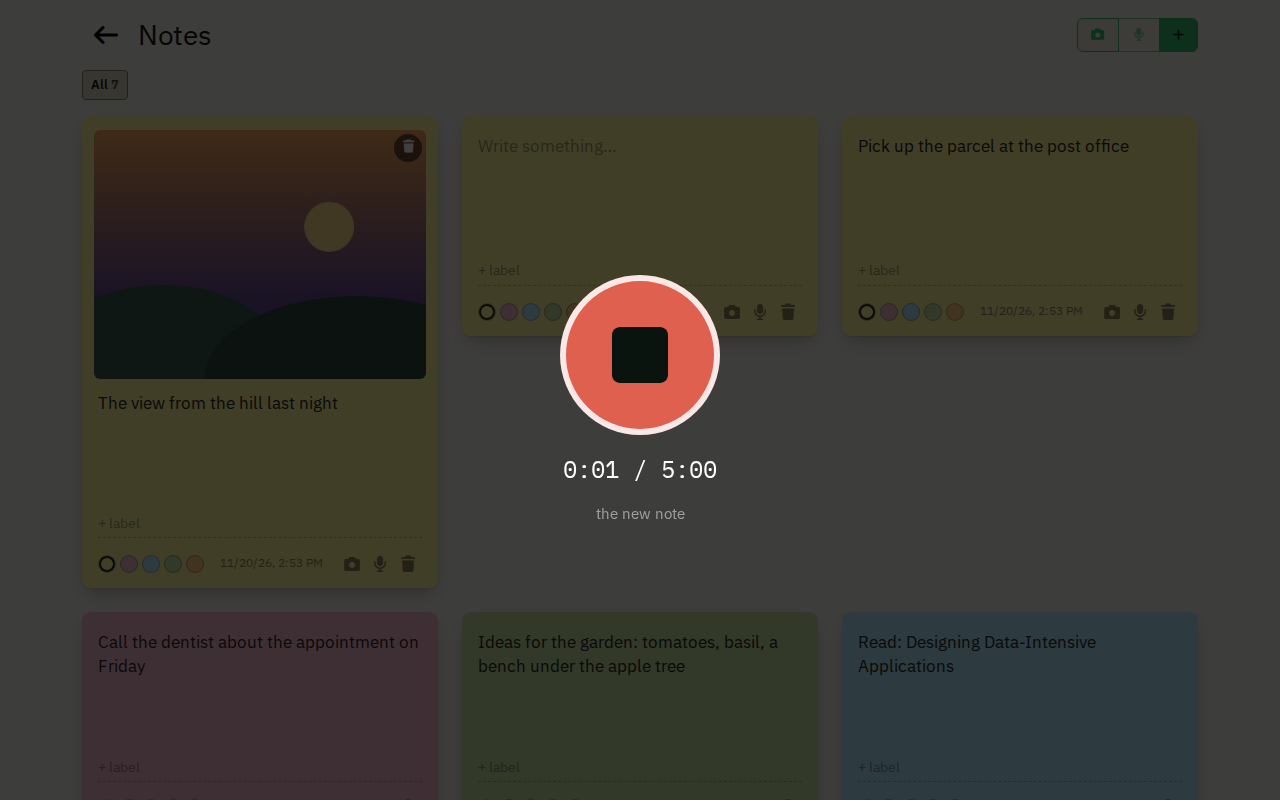 Notes
All 7
The view from the hill last night
+ label
11/20/26, 2:53 PM
Write something...
+ label
Pick up the parcel at the post office
+ label
11/20/26, 2:53 PM
0:01 / 5:00
the new note
Call the dentist about the appointment on
Friday
+ label
Ideas for the garden: tomatoes, basil, a
bench under the apple tree
+ label
Read: Designing Data-Intensive
Applications
+ label